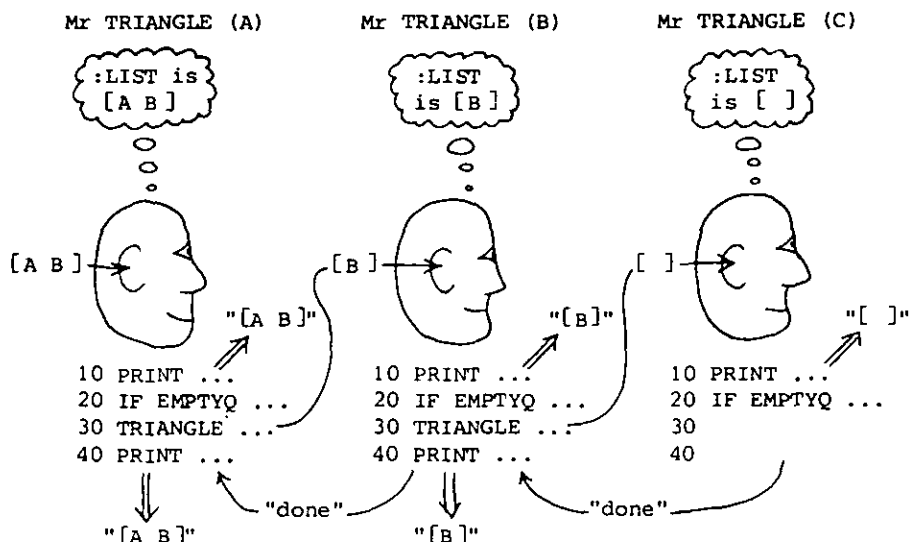 Mr TRIANGLE (A)
Mr TRIANGLE (B)
Mr TRIANGLE (C)
:LIST is
[A B]
:LIST
is [B]
:LIST
is [ ]
[A B]
[B]
[ ]
"[A B]"
"[B]"
"[ ]"
10 PRINT ...
20 IF EMPTYQ ...
30 TRIANGLE ...
40 PRINT ...
10 PRINT ...
20 IF EMPTYQ ...
30 TRIANGLE ...
40 PRINT ...
10 PRINT ...
20 IF EMPTYQ ...
30
40
"done"
"done"
"[A B]"
"[B]"